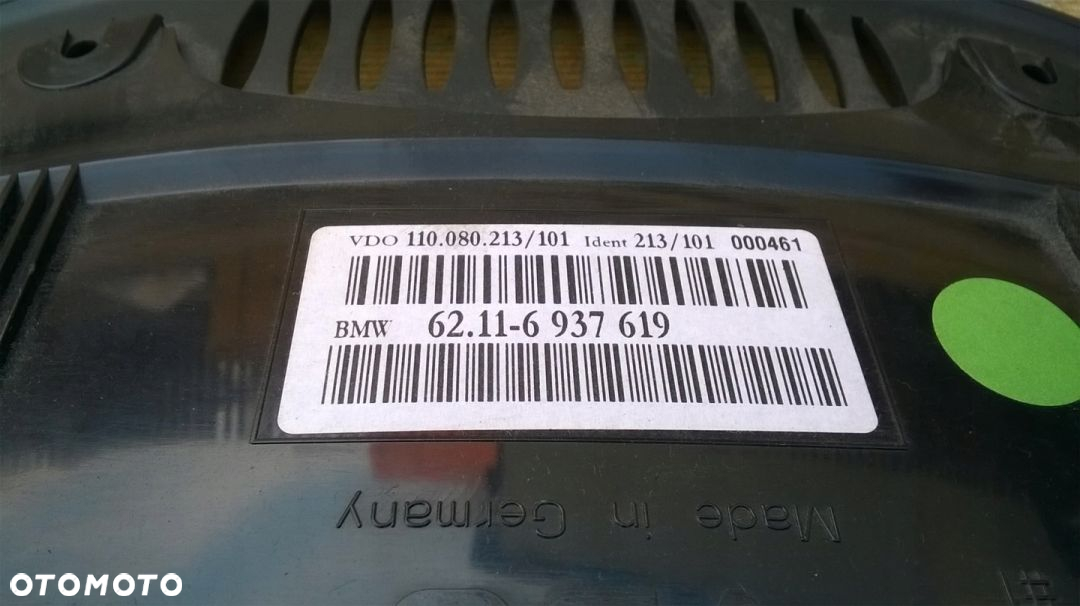 VDO 110.080.213/101 Ident 213/101 000461
BMW 62.11-6 937 619
Made in Germany
OTOMOTO